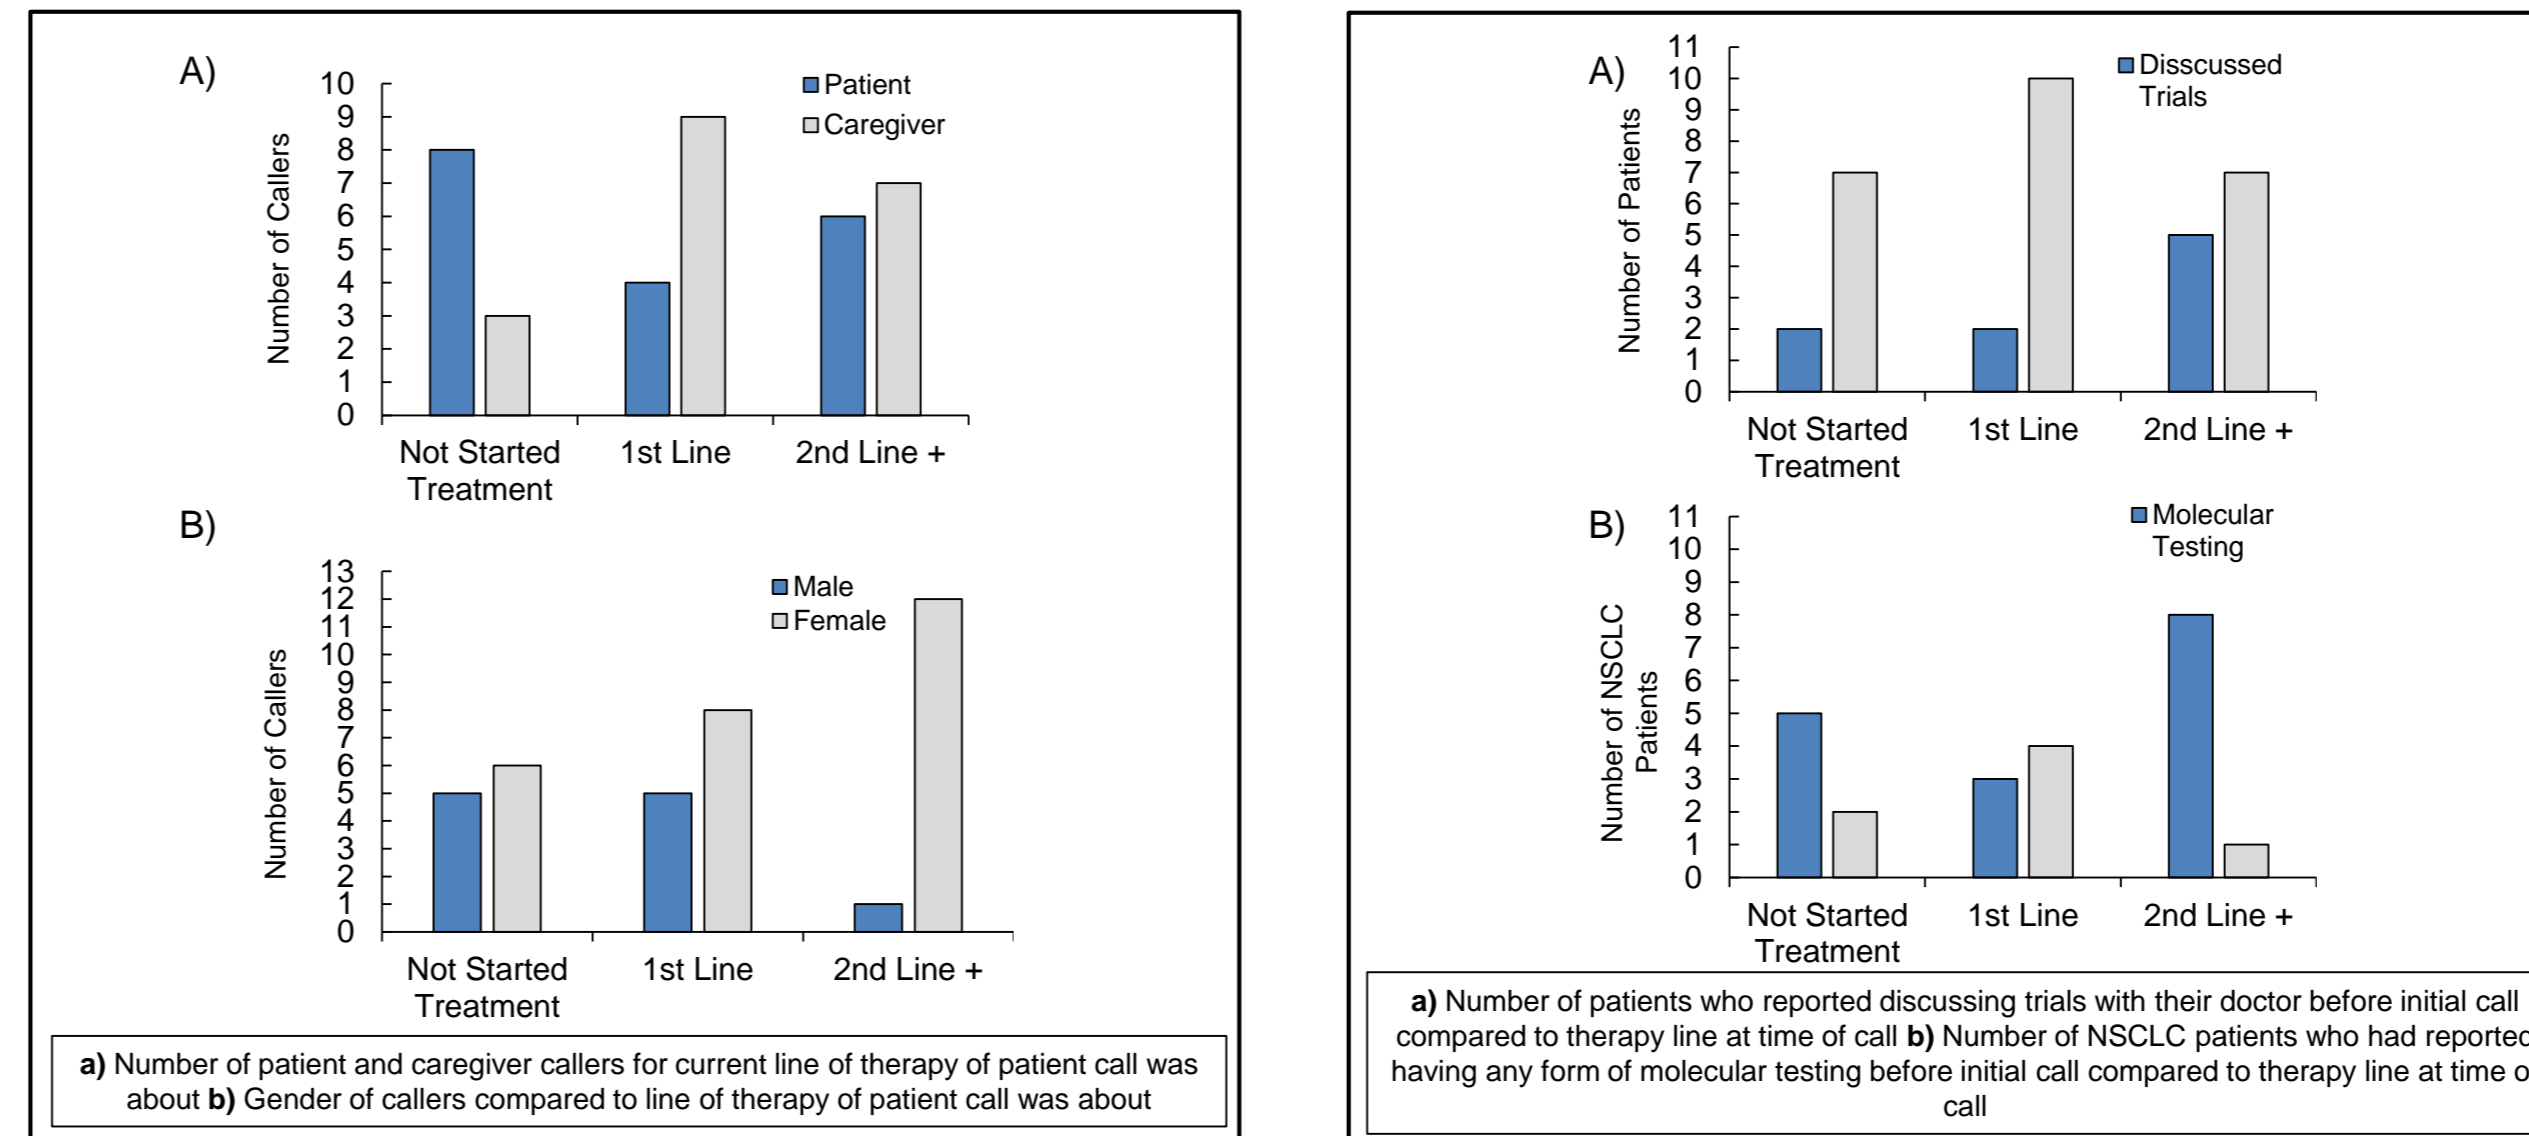 A)
Number of Callers
10
9
8
7
6
5
4
3
2
1
0
Patient
Caregiver
Not Started
Treatment
1st Line
2nd Line +
B)
Number of Callers
13
12
11
10
9
8
7
6
5
4
3
2
1
0
Male
Female
Not Started
Treatment
1st Line
2nd Line +
a) Number of patient and caregiver callers for current line of therapy of patient call was
about b) Gender of callers compared to line of therapy of patient call was about
A)
Number of Patients
11
10
9
8
7
6
5
4
3
2
1
0
Disscussed
Trials
Not Started
Treatment
1st Line
2nd Line +
B)
Number of NSCLC
Patients
11
10
9
8
7
6
5
4
3
2
1
0
Molecular
Testing
Not Started
Treatment
1st Line
2nd Line +
a) Number of patients who reported discussing trials with their doctor before initial call
compared to therapy line at time of call b) Number of NSCLC patients who had reported
having any form of molecular testing before initial call compared to therapy line at time o
call